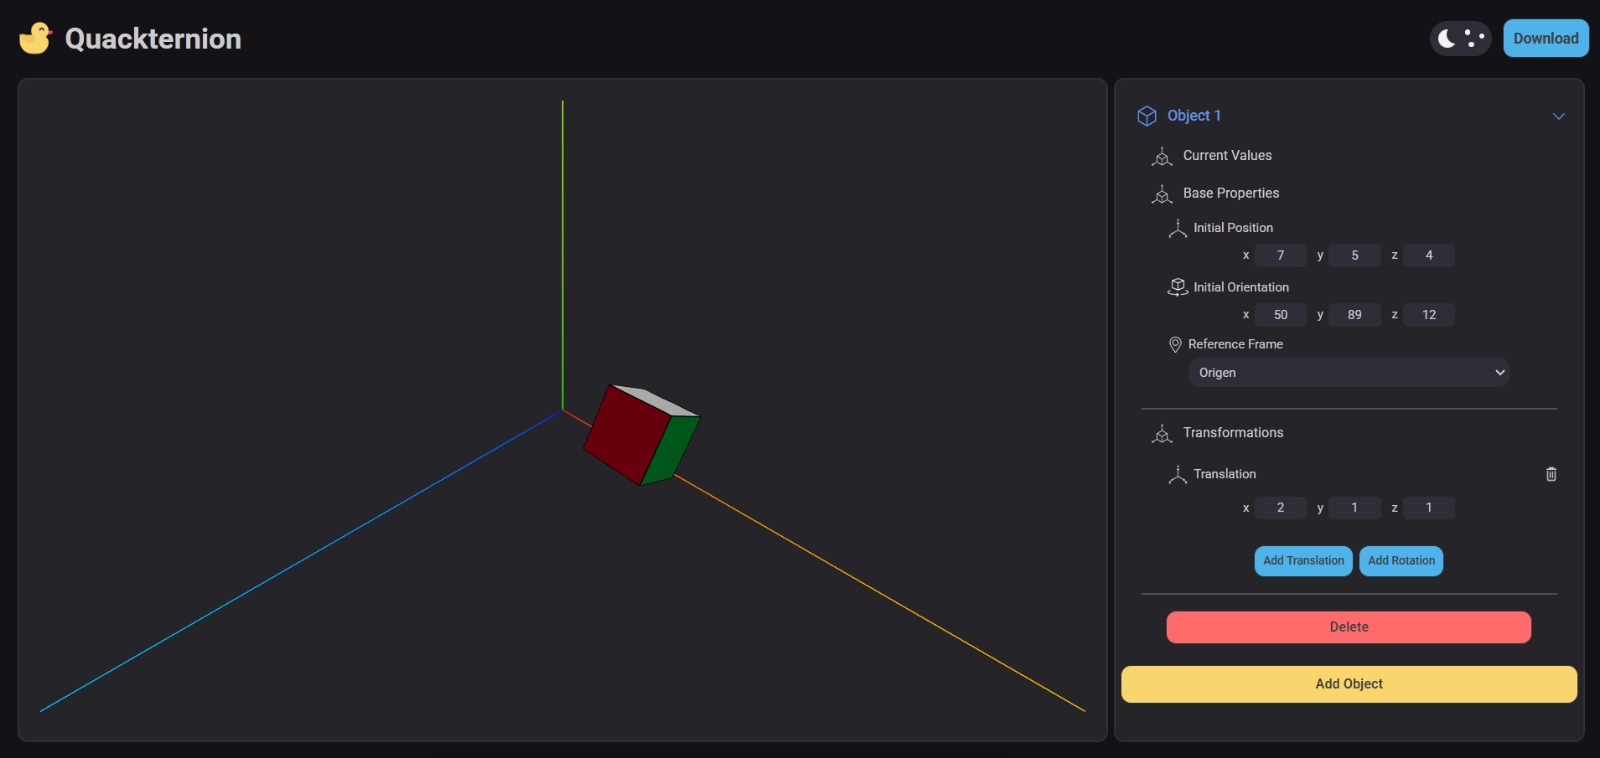 Quackternion
Download
Object 1
Current Values
Base Properties
Initial Position
x 7 y 5 z 4
Initial Orientation
x 50 y 89 z 12
Reference Frame
Origen
Transformations
Translation
x 2 y 1 z 1
Add Translation Add Rotation
Delete
Add Object